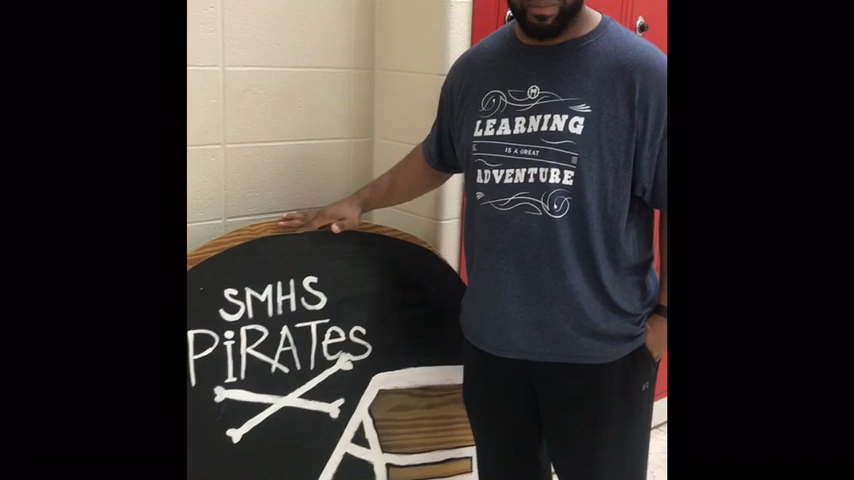 LEARNING
IS A GREAT
ADVENTURE
SMHS
PiRATes